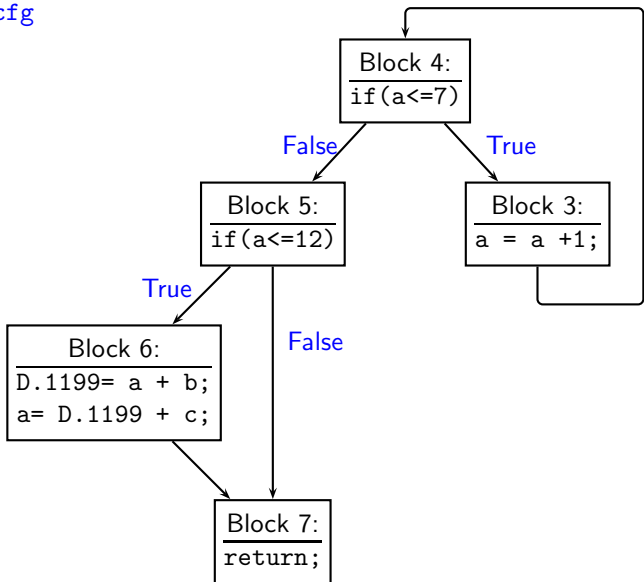 cfg
Block 4:
if(a<=7)
False
True
Block 5:
if(a<=12)
Block 3:
a = a +1;
True
False
Block 6:
D.1199= a + b;
a= D.1199 + c;
Block 7:
return;